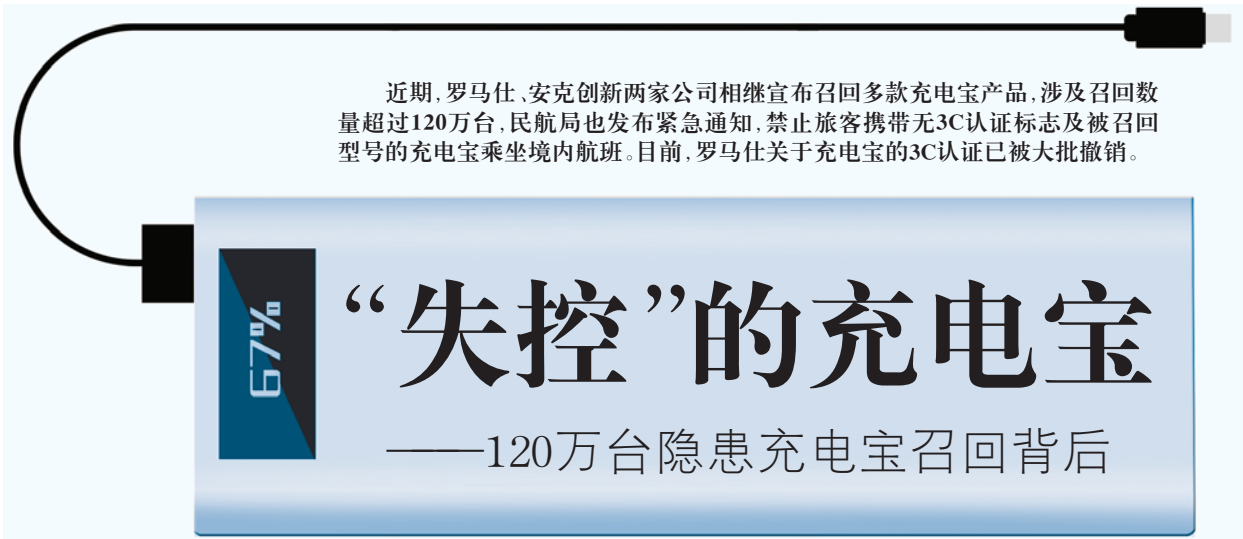 近期，罗马仕、安克创新两家公司相继宣布召回多款充电宝产品，涉及召回数
量超过120万台，民航局也发布紧急通知，禁止旅客携带无3C认证标志及被召回
型号的充电宝乘坐境内航班。目前，罗马仕关于充电宝的3C认证已被大批撤销。
67%
“失控”的充电宝
——120万台隐患充电宝召回背后